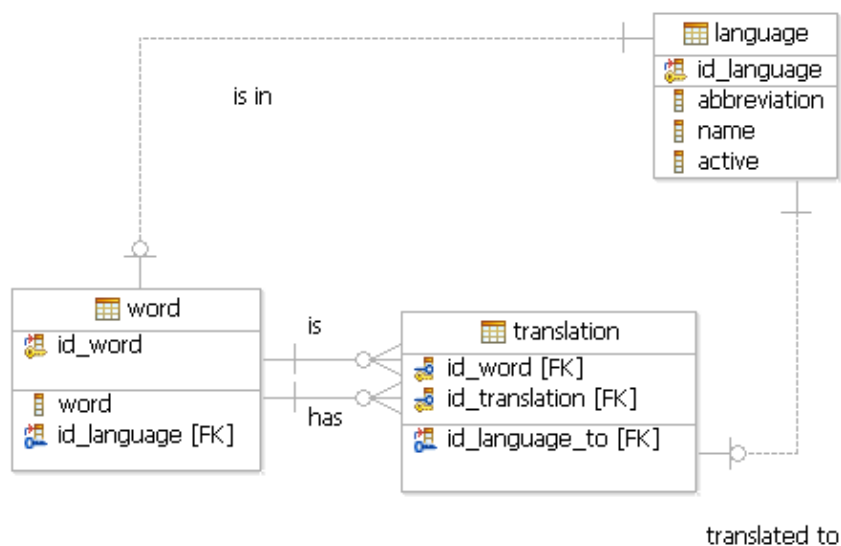 language
id_language
abbreviation
name
active
is in
word
id_word
word
id_language [FK]
is
has
translation
id_word [FK]
id_translation [FK]
id_language_to [FK]
translated to